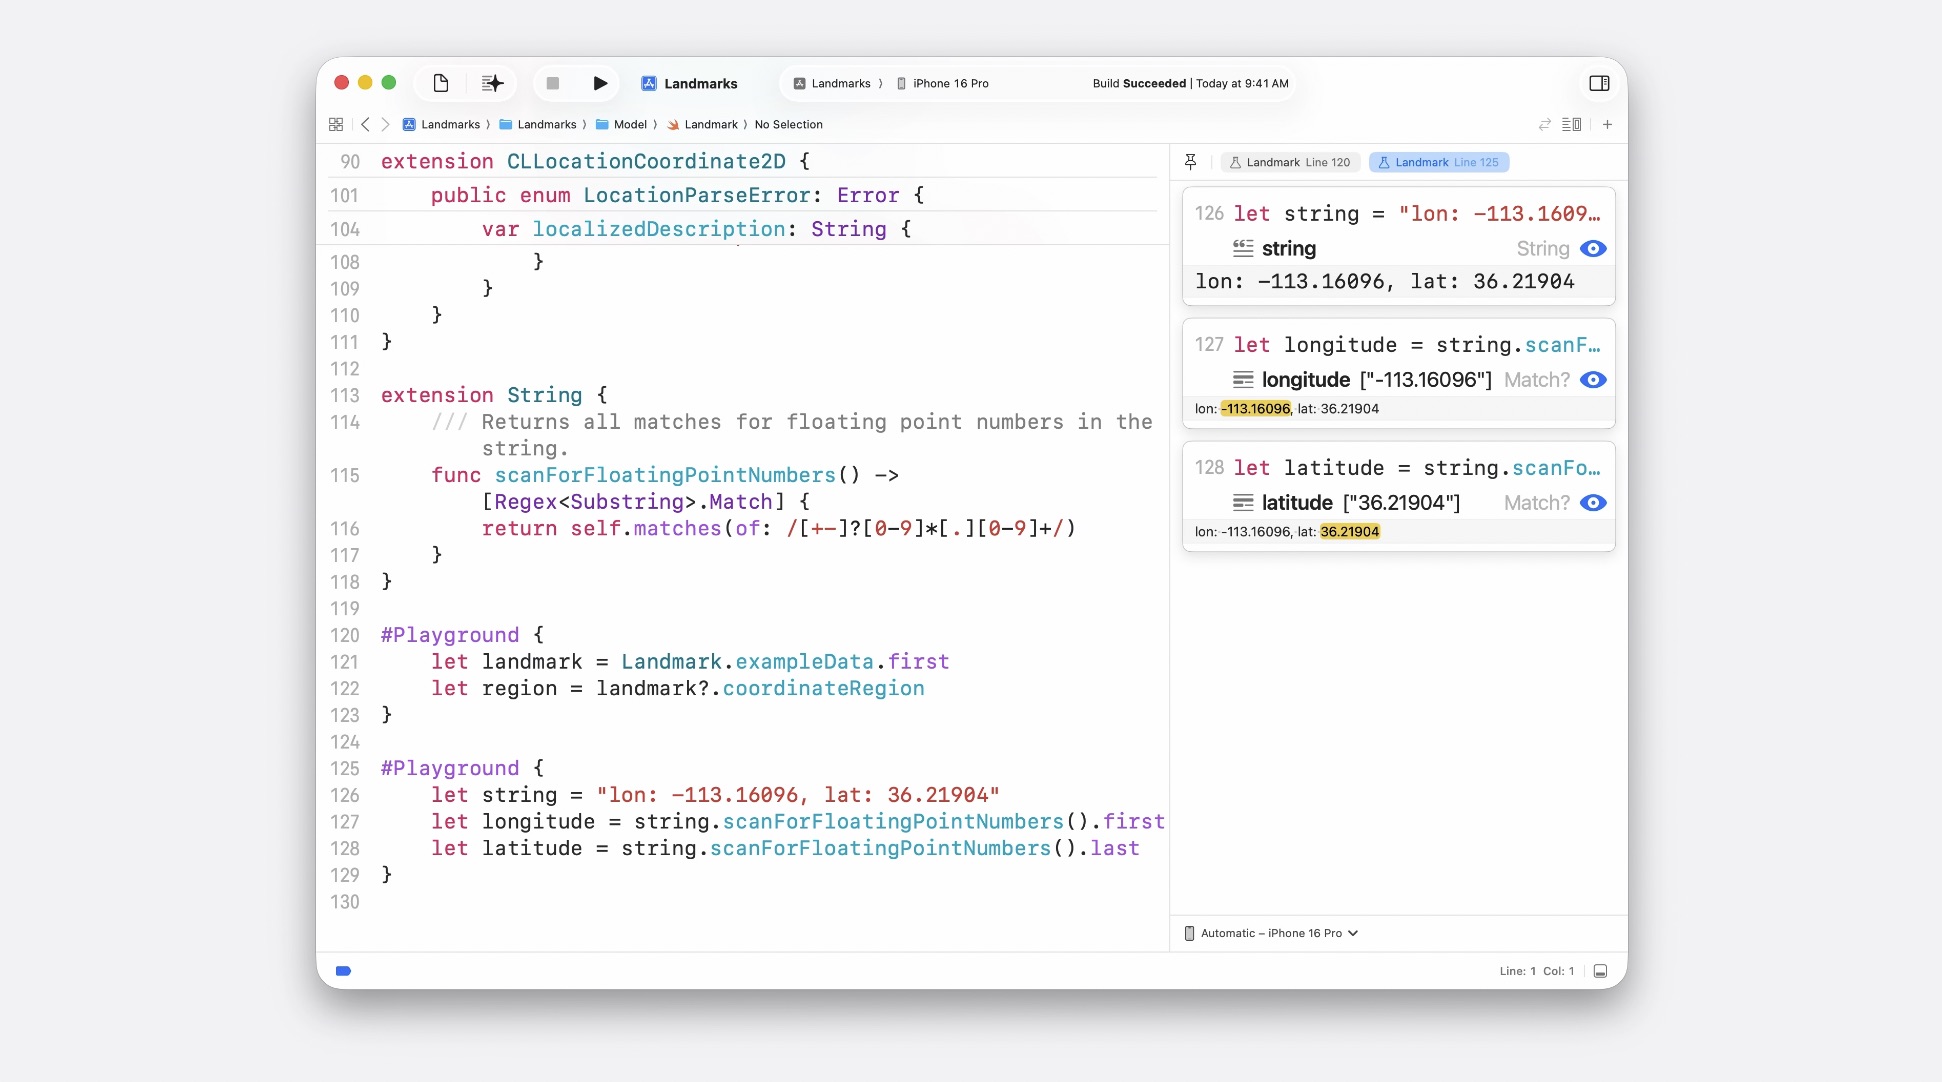 Landmarks
Landmarks 〉 iPhone 16 Pro
Build Succeeded | Today at 9:41 AM
Landmarks 〉 Landmarks 〉 Model 〉 Landmark 〉 No Selection
90 extension CLLocationCoordinate2D {
101 public enum LocationParseError: Error {
104 var localizedDescription: String {
108 }
109 }
110 }
111 }
112
113 extension String {
114 /// Returns all matches for floating point numbers in the
string.
115 func scanForFloatingPointNumbers() ->
[Regex<Substring>.Match] {
116 return self.matches(of: /[+-]?[0-9]*[.][0-9]+/)
117 }
118 }
119
120 #Playground {
121 let landmark = Landmark.exampleData.first
122 let region = landmark?.coordinateRegion
123 }
124
125 #Playground {
126 let string = "lon: -113.16096, lat: 36.21904"
127 let longitude = string.scanForFloatingPointNumbers().first
128 let latitude = string.scanForFloatingPointNumbers().last
129 }
130
Landmark Line 120
Landmark Line 125
126 let string = "lon: -113.1609…
string String
lon: -113.16096, lat: 36.21904
127 let longitude = string.scanF…
longitude ["-113.16096"] Match?
lon: -113.16096, lat: 36.21904
128 let latitude = string.scanFo…
latitude ["36.21904"] Match?
lon: -113.16096, lat: 36.21904
Automatic – iPhone 16 Pro
Line: 1 Col: 1